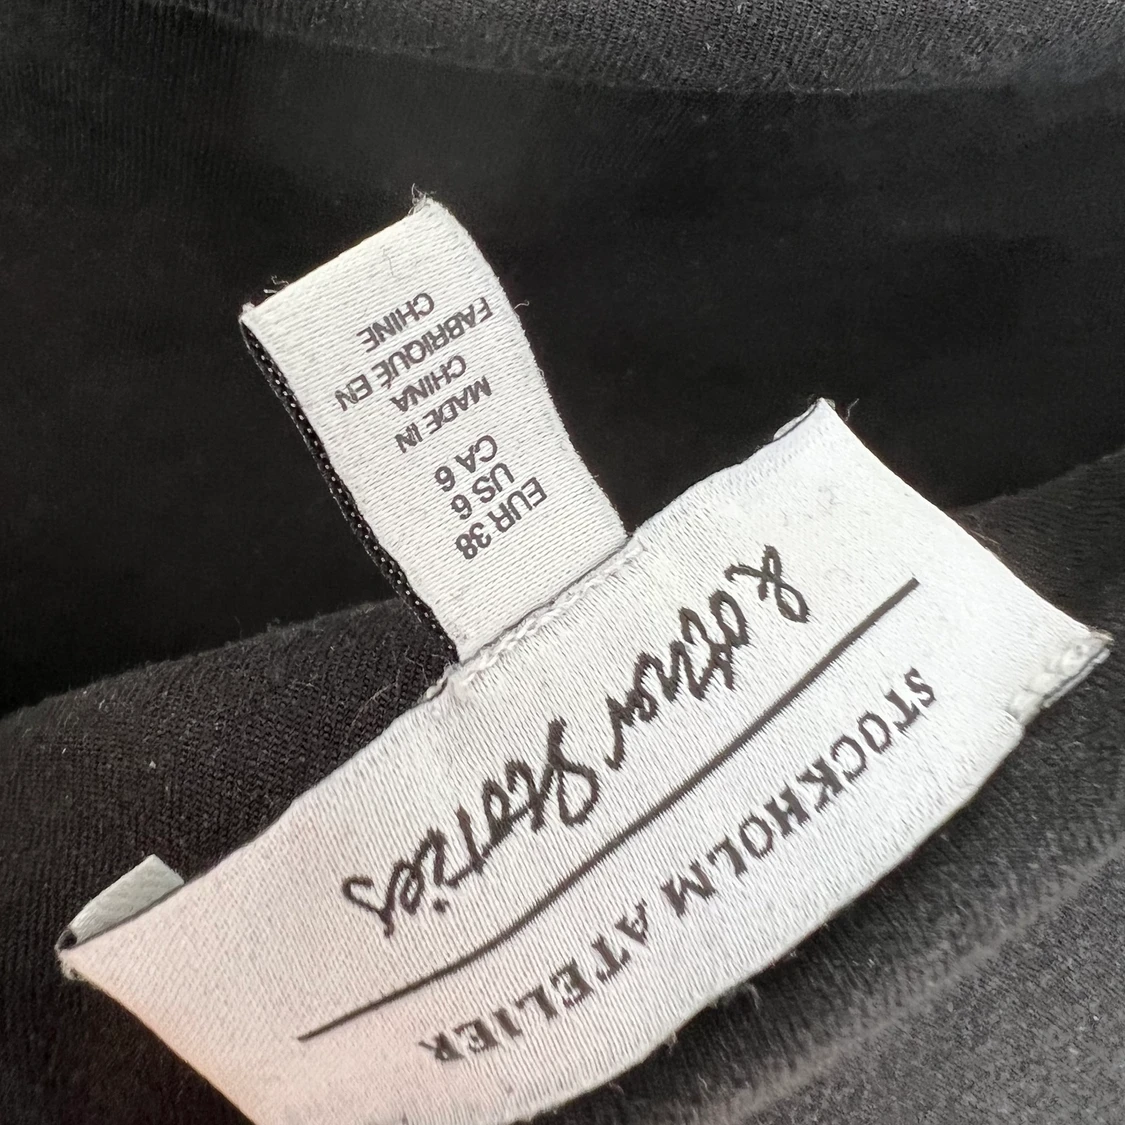 & other Stories
STOCKHOLM ATELIER
EUR 38
US 6
CA 6
MADE IN
CHINA
FABRIQUÉ EN
CHINE